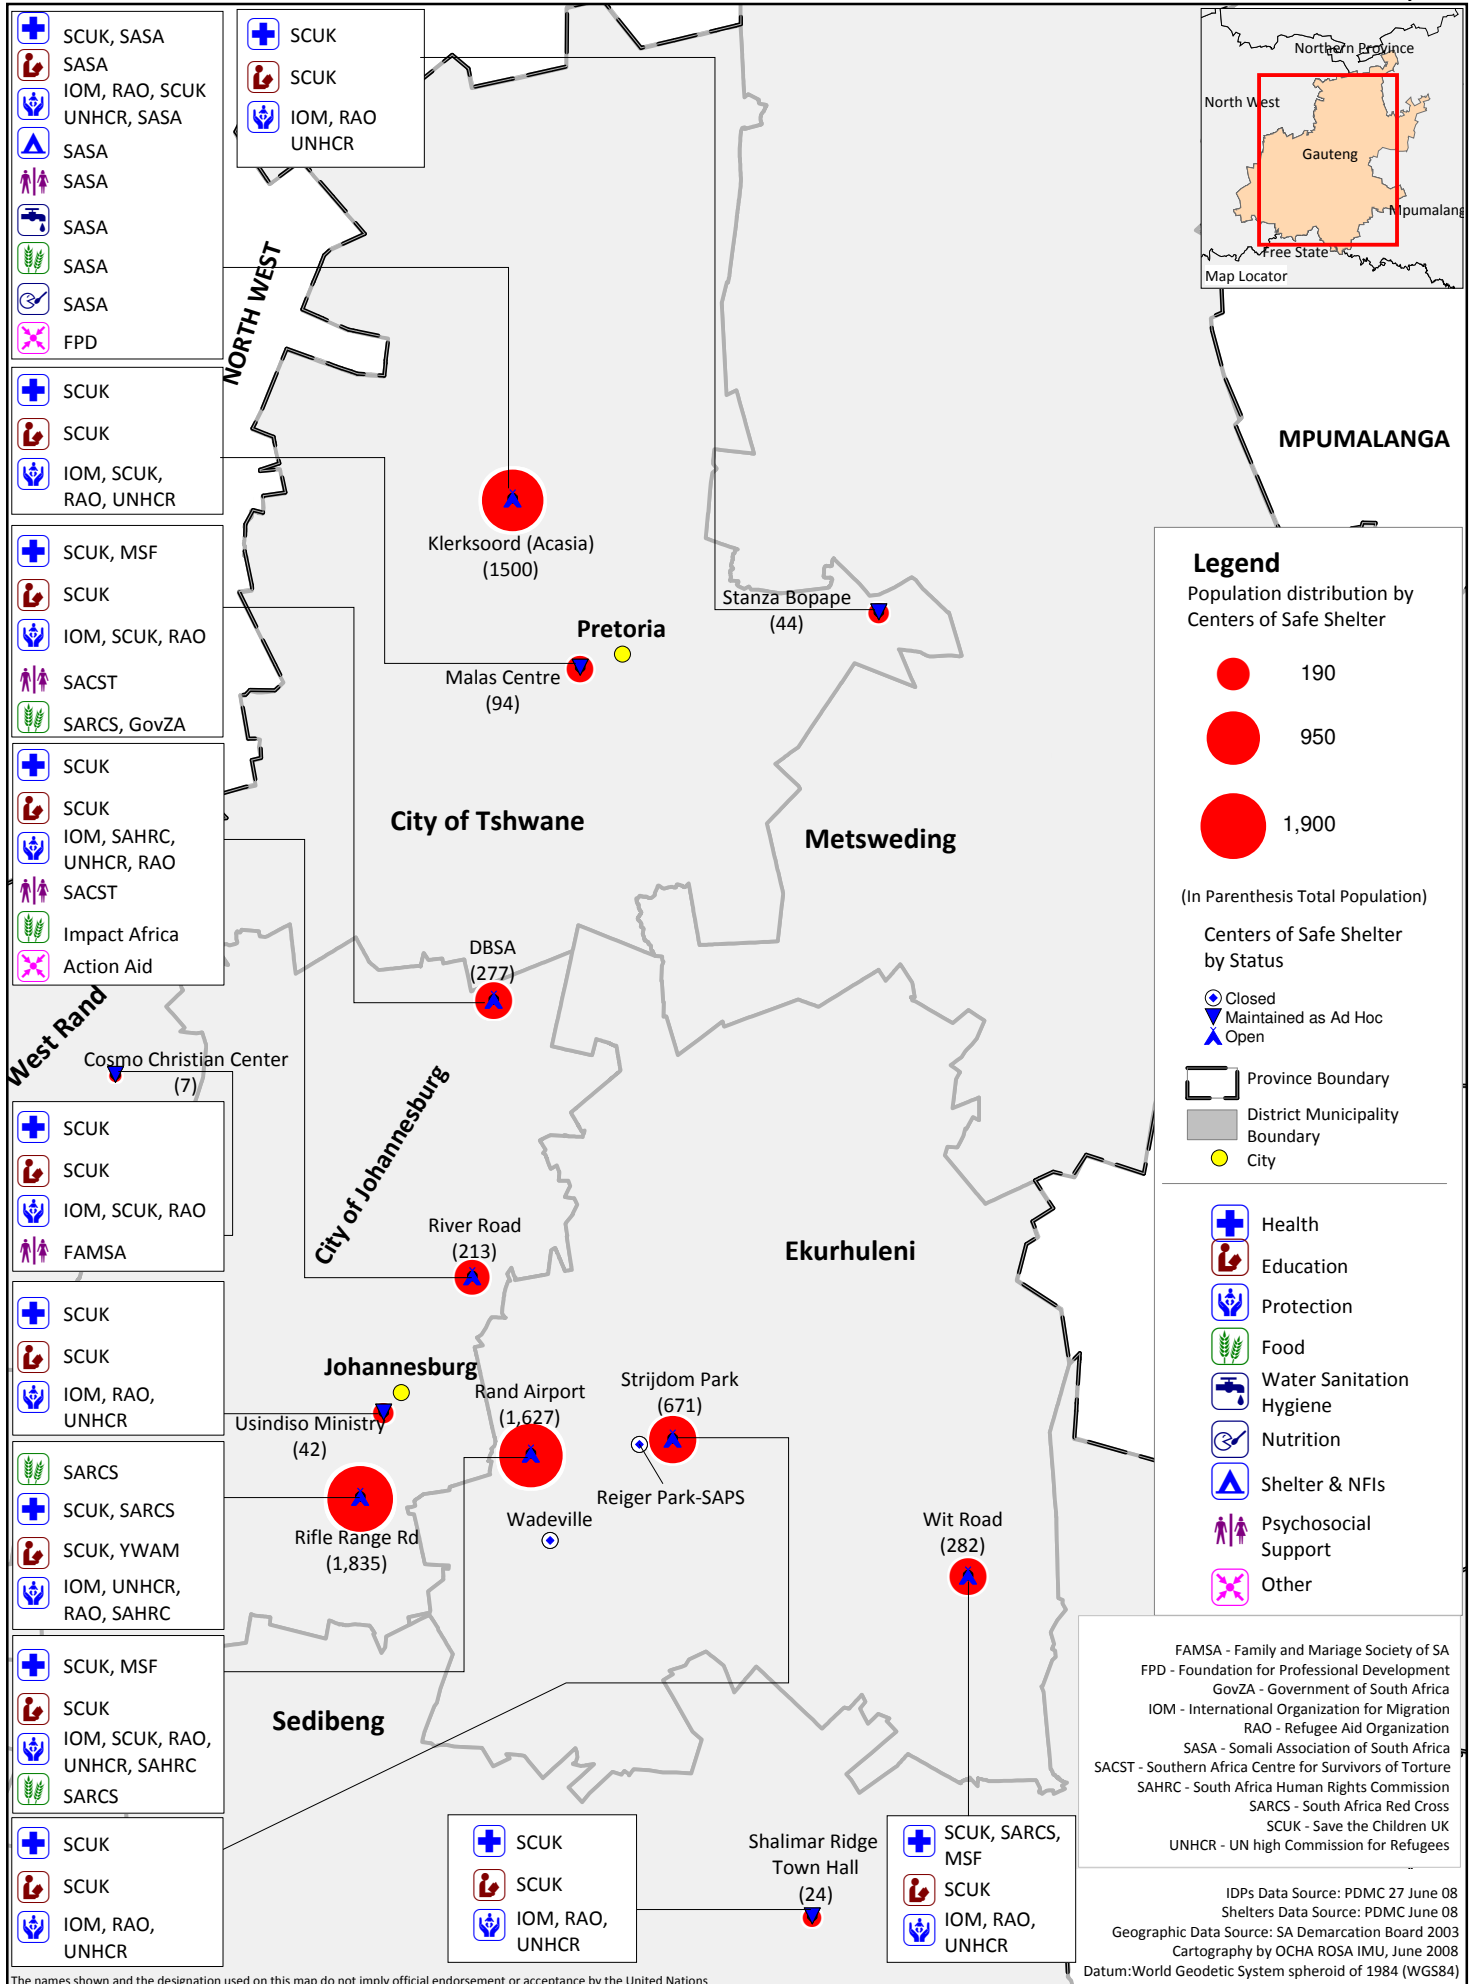 SCUK, SASA
SASA
IOM, RAO, SCUK
UNHCR, SASA
SASA
SASA
SASA
SASA
SASA
FPD
SCUK
SCUK
IOM, RAO
UNHCR
Northern Province
North West
Gauteng
Mpumalang
Free State
Map Locator
NORTH WEST
MPUMALANGA
SCUK
SCUK
IOM, SCUK,
RAO, UNHCR
Klerksoord (Acasia)
(1500)
SCUK, MSF
SCUK
IOM, SCUK, RAO
SACST
SARCS, GovZA
Stanza Bopape
(44)
Pretoria
Malas Centre
(94)
SCUK
SCUK
IOM, SAHRC,
UNHCR, RAO
SACST
Impact Africa
Action Aid
City of Tshwane
Metsweding
DBSA
(277)
West Rand
Cosmo Christian Center
(7)
City of Johannesburg
SCUK
SCUK
IOM, SCUK, RAO
FAMSA
River Road
(213)
Ekurhuleni
SCUK
SCUK
IOM, RAO,
UNHCR
Johannesburg
Usindiso Ministry
(42)
Rand Airport
(1,627)
Strijdom Park
(671)
Reiger Park-SAPS
Wadeville
Wit Road
(282)
SARCS
SCUK, SARCS
SCUK, YWAM
IOM, UNHCR,
RAO, SAHRC
Rifle Range Rd
(1,835)
SCUK, MSF
SCUK
IOM, SCUK, RAO,
UNHCR, SAHRC
SARCS
Sedibeng
SCUK
SCUK
IOM, RAO,
UNHCR
SCUK
SCUK
IOM, RAO,
UNHCR
Shalimar Ridge
Town Hall
(24)
SCUK, SARCS,
MSF
SCUK
IOM, RAO,
UNHCR
Legend
Population distribution by
Centers of Safe Shelter
190
950
1,900
(In Parenthesis Total Population)
Centers of Safe Shelter
by Status
Closed
Maintained as Ad Hoc
Open
Province Boundary
District Municipality
Boundary
City
Health
Education
Protection
Food
Water Sanitation
Hygiene
Nutrition
Shelter & NFIs
Psychosocial
Support
Other
FAMSA - Family and Mariage Society of SA
FPD - Foundation for Professional Development
GovZA - Government of South Africa
IOM - International Organization for Migration
RAO - Refugee Aid Organization
SASA - Somali Association of South Africa
SACST - Southern Africa Centre for Survivors of Torture
SAHRC - South Africa Human Rights Commission
SARCS - South Africa Red Cross
SCUK - Save the Children UK
UNHCR - UN high Commission for Refugees
IDPs Data Source: PDMC 27 June 08
Shelters Data Source: PDMC June 08
Geographic Data Source: SA Demarcation Board 2003
Cartography by OCHA ROSA IMU, June 2008
Datum:World Geodetic System spheroid of 1984 (WGS84)
The names shown and the designation used on this map do not imply official endorsement or acceptance by the United Nations